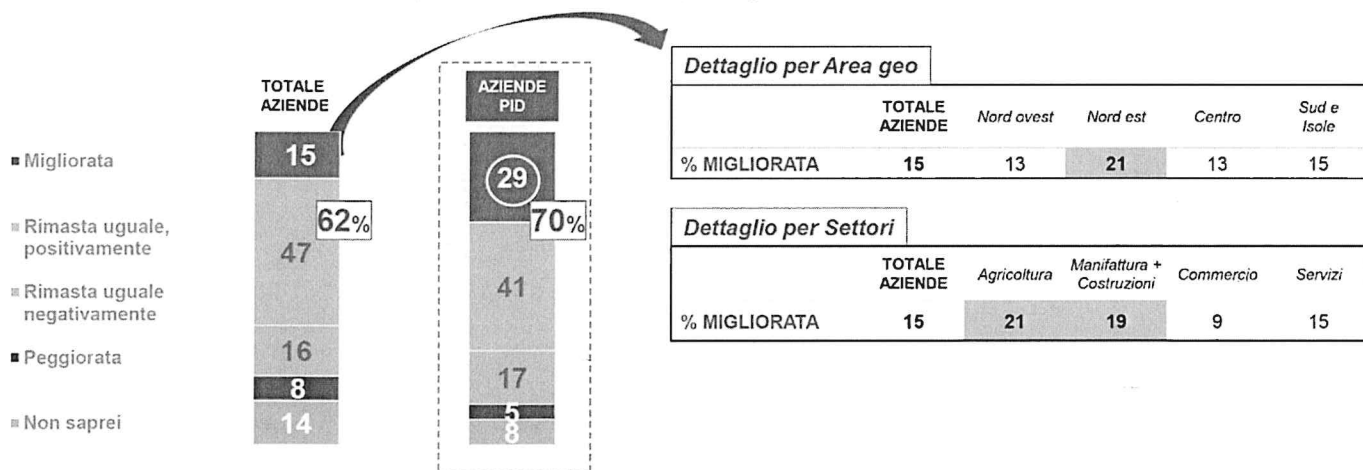 TOTALE
AZIENDE
AZIENDE
PID
Migliorata
Rimasta uguale,
positivamente
Rimasta uguale
negativamente
Peggiorata
Non saprei
15
62%
47
16
8
14
29
70%
41
17
5
8
Dettaglio per Area geo
TOTALE
AZIENDE
Nord ovest
Nord est
Centro
Sud e
Isole
% MIGLIORATA 15 13 21 13 15
Dettaglio per Settori
TOTALE
AZIENDE
Agricoltura
Manifattura +
Costruzioni
Commercio
Servizi
% MIGLIORATA 15 21 19 9 15